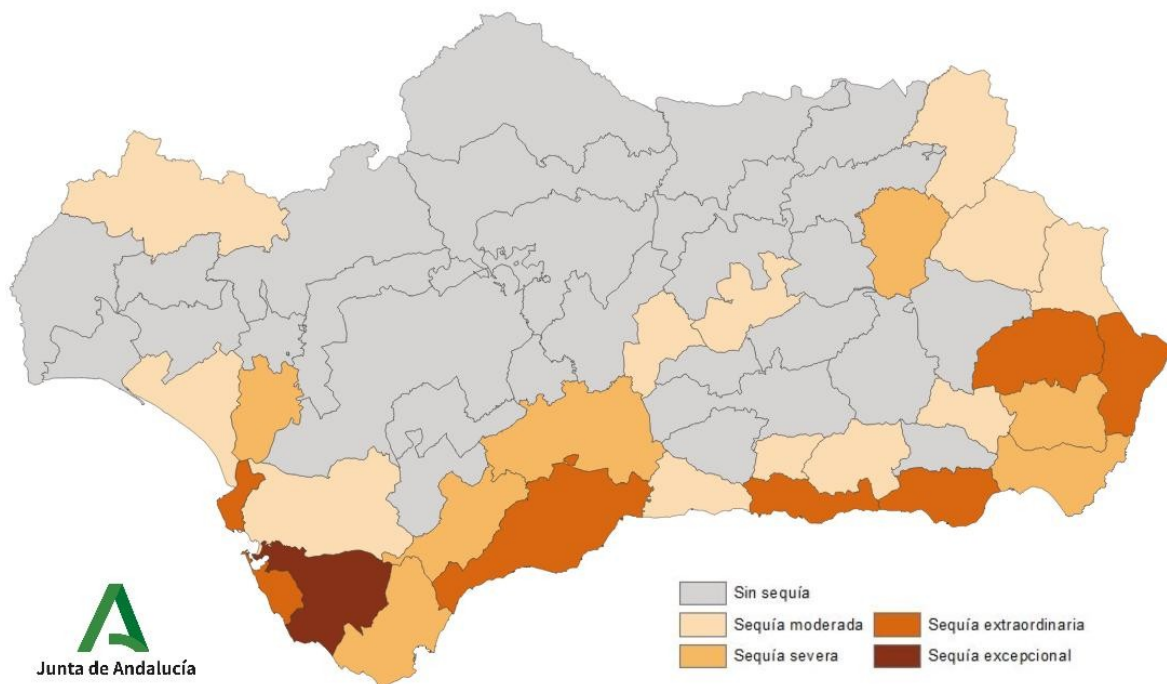 Junta de Andalucía
Sin sequía
Sequía moderada
Sequía severa
Sequía extraordinaria
Sequía excepcional